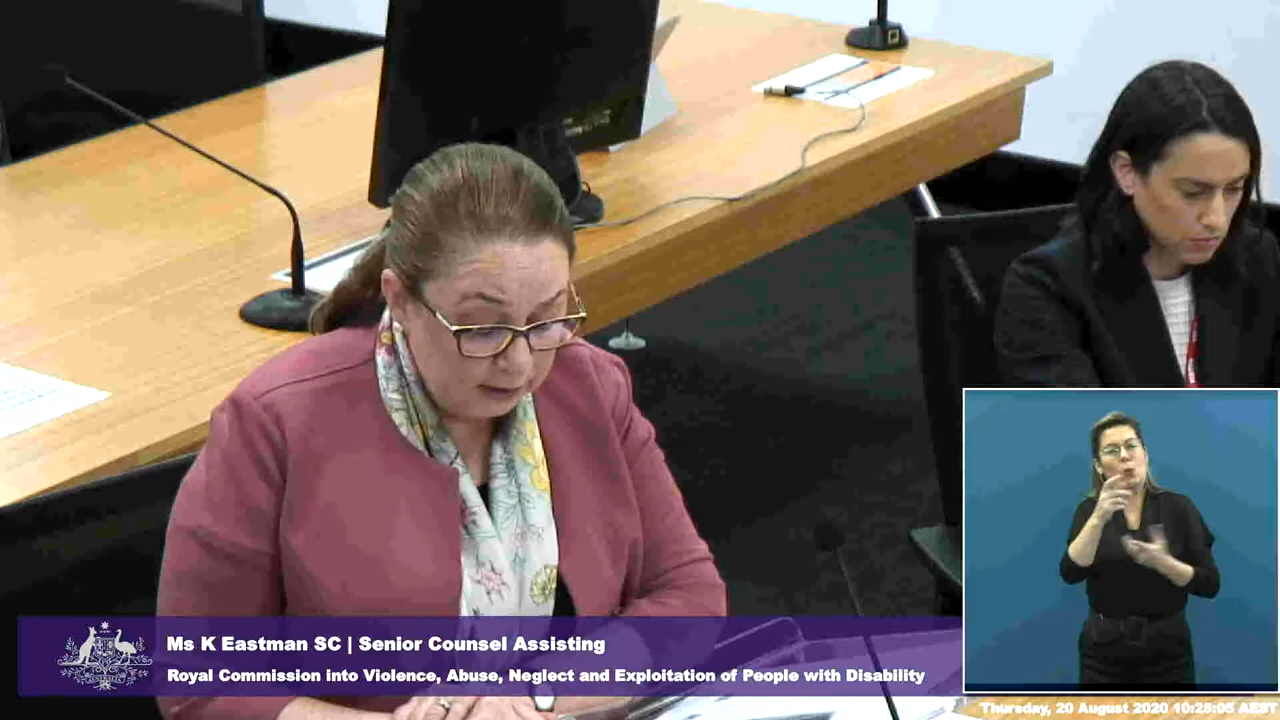 Ms K Eastman SC | Senior Counsel Assisting
Royal Commission into Violence, Abuse, Neglect and Exploitation of People with Disability
Thursday, 20 August 2020 10:25:05 AEST